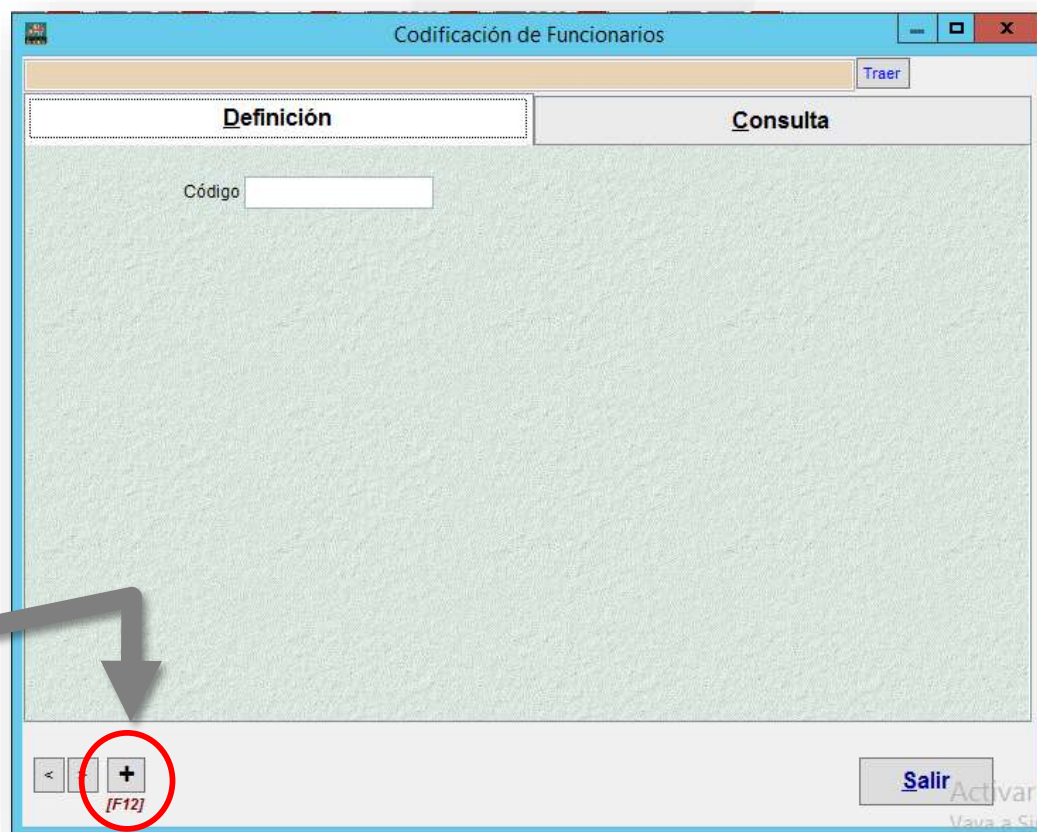 Codificación de Funcionarios
Traer
Definición
Consulta
Código
< > +
[F12]
Salir
Activar